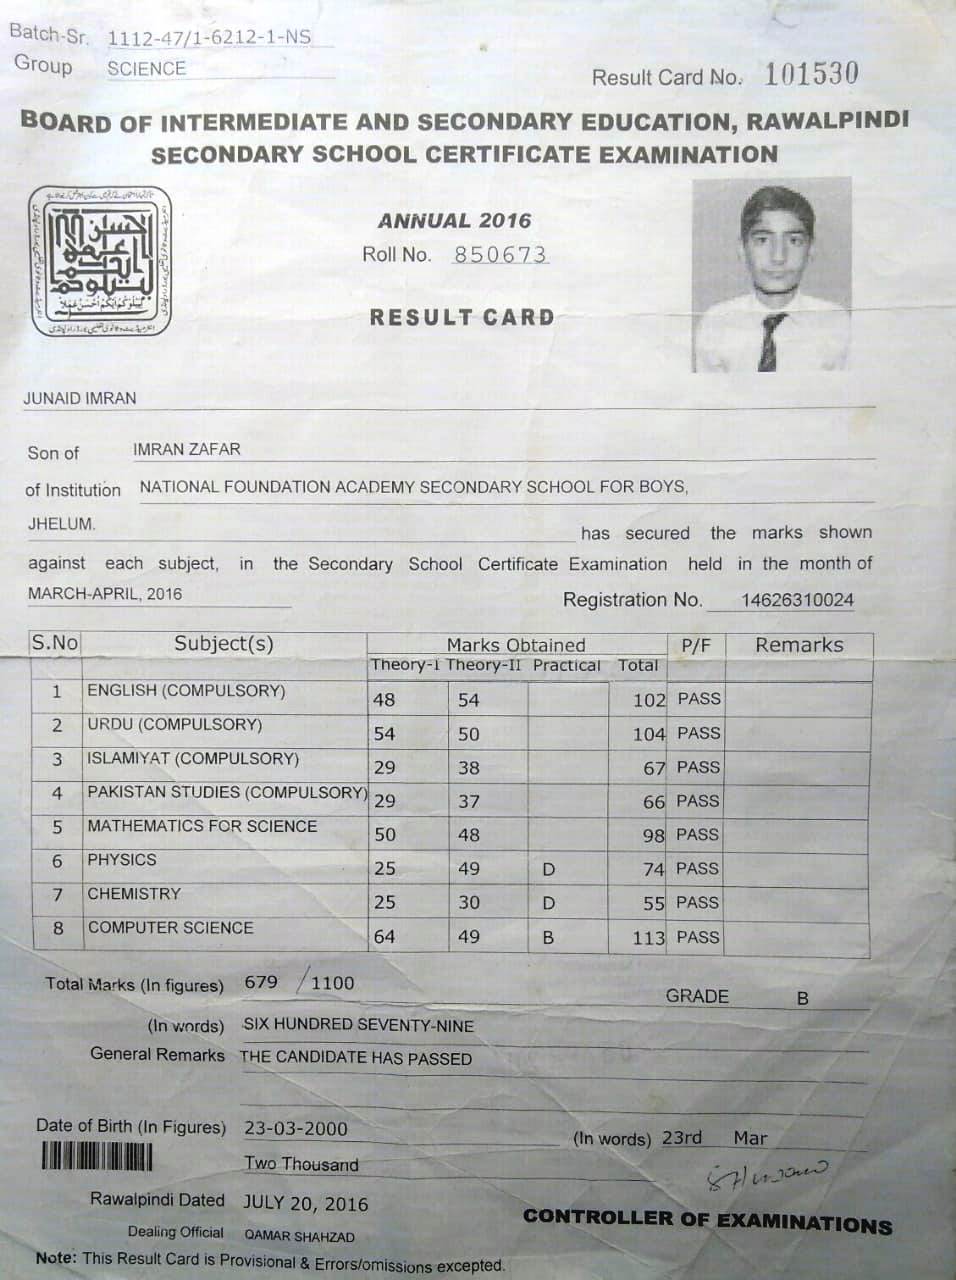 Batch-Sr. 1112-47/1-6212-1-NS
Group SCIENCE
Result Card No. 101530
BOARD OF INTERMEDIATE AND SECONDARY EDUCATION, RAWALPINDI
SECONDARY SCHOOL CERTIFICATE EXAMINATION
ANNUAL 2016
Roll No. 850673
RESULT CARD
JUNAID IMRAN
Son of IMRAN ZAFAR
of Institution NATIONAL FOUNDATION ACADEMY SECONDARY SCHOOL FOR BOYS,
JHELUM. has secured the marks shown
against each subject, in the Secondary School Certificate Examination held in the month of
MARCH-APRIL, 2016 Registration No. 14626310024
S.No Subject(s) Marks Obtained P/F Remarks
Theory-I Theory-II Practical Total
1 ENGLISH (COMPULSORY) 48 54 102 PASS
2 URDU (COMPULSORY) 54 50 104 PASS
3 ISLAMIYAT (COMPULSORY) 29 38 67 PASS
4 PAKISTAN STUDIES (COMPULSORY) 29 37 66 PASS
5 MATHEMATICS FOR SCIENCE 50 48 98 PASS
6 PHYSICS 25 49 D 74 PASS
7 CHEMISTRY 25 30 D 55 PASS
8 COMPUTER SCIENCE 64 49 B 113 PASS
Total Marks (In figures) 679 / 1100 GRADE B
(In words) SIX HUNDRED SEVENTY-NINE
General Remarks THE CANDIDATE HAS PASSED
Date of Birth (In Figures) 23-03-2000 (In words) 23rd Mar
Two Thousand
Rawalpindi Dated JULY 20, 2016
CONTROLLER OF EXAMINATIONS
Dealing Official QAMAR SHAHZAD
Note: This Result Card is Provisional & Errors/omissions excepted.